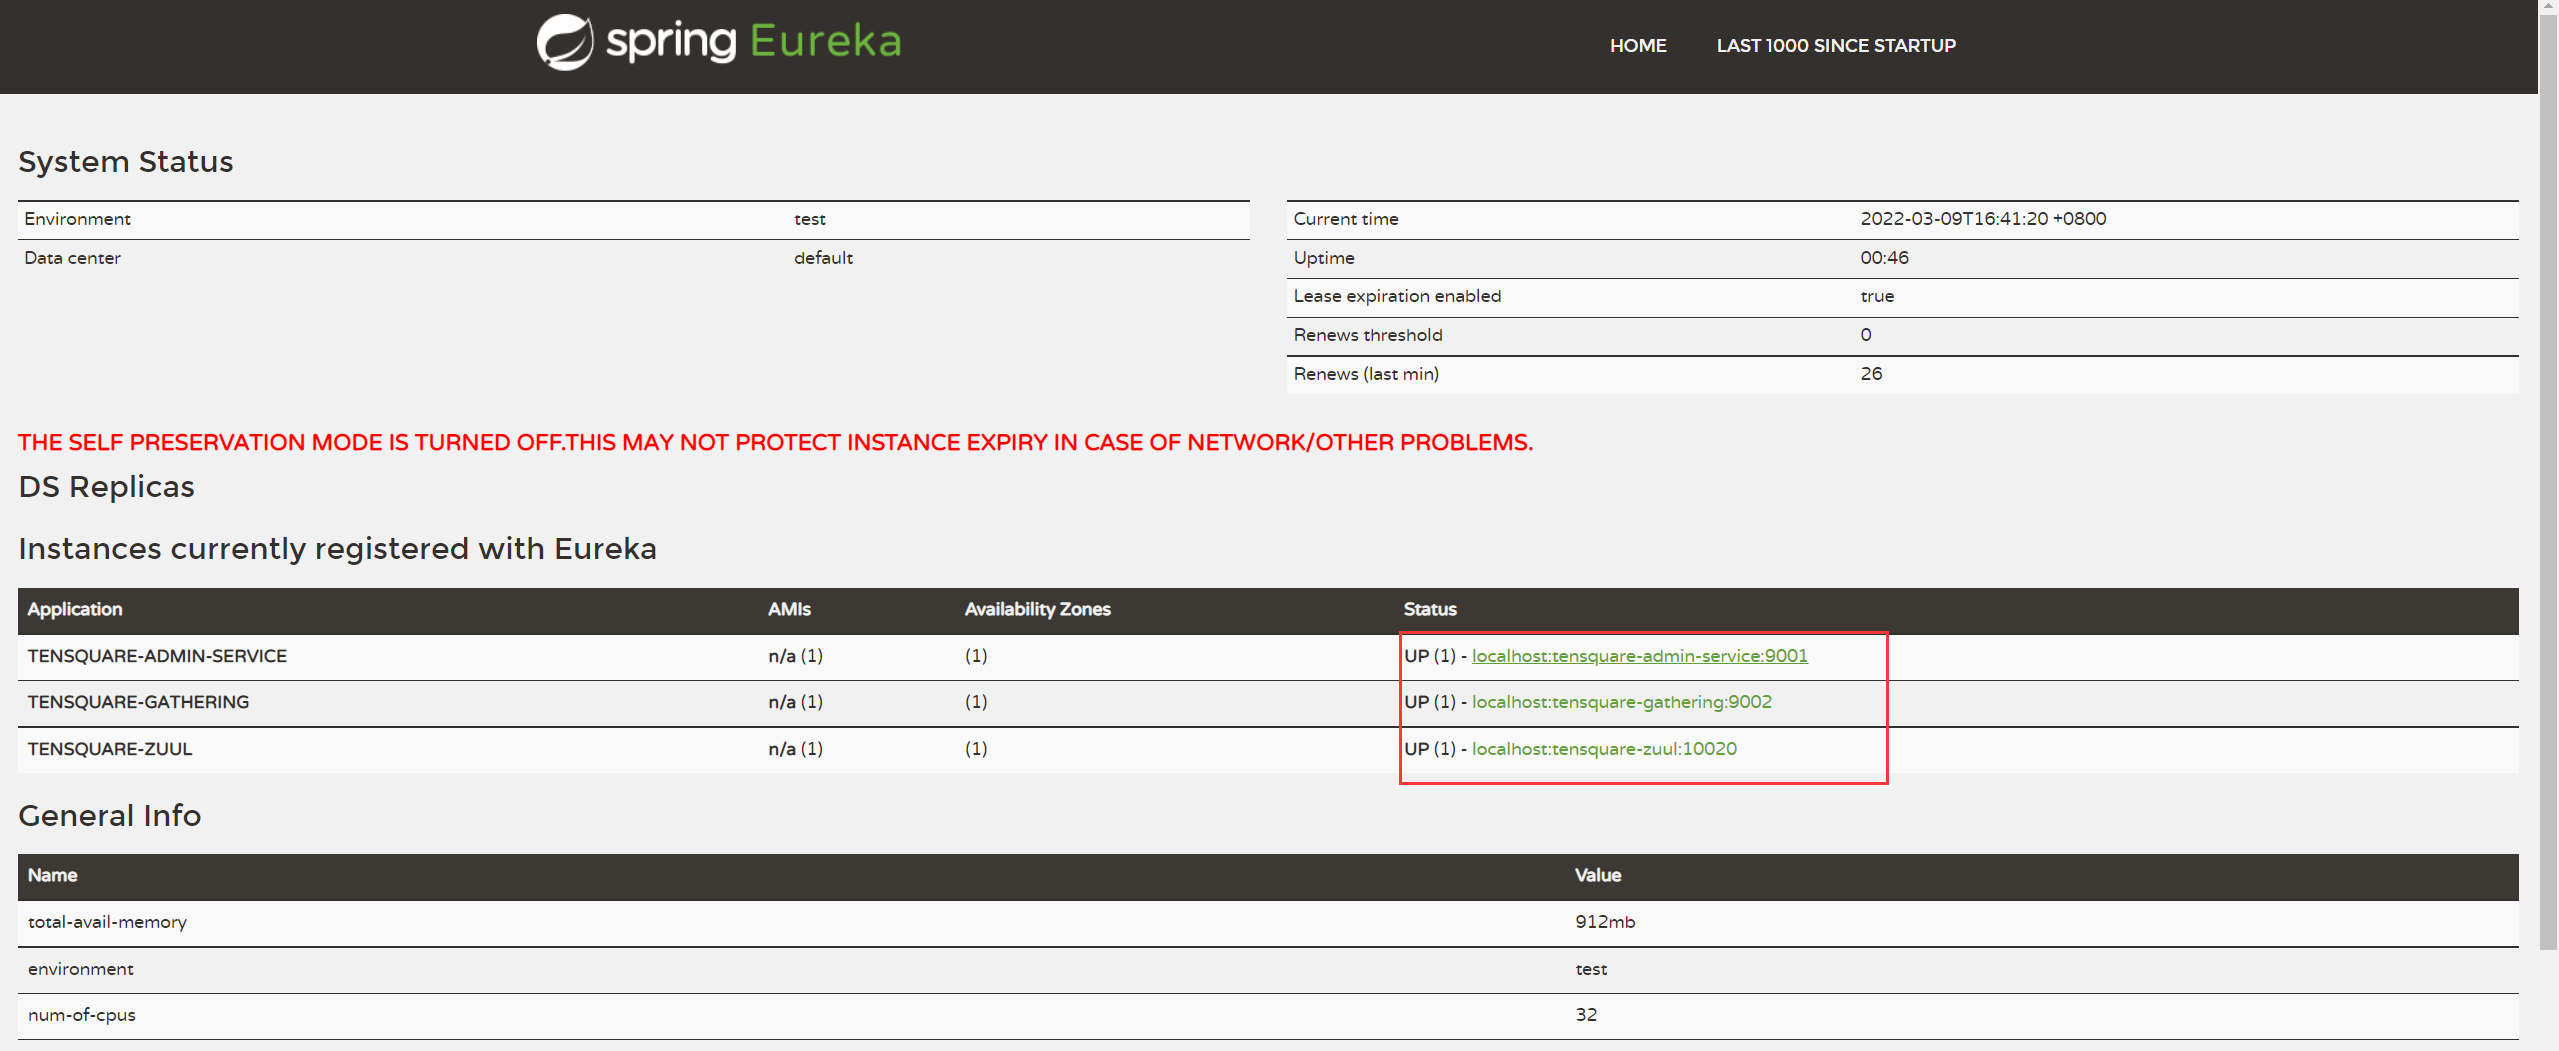 spring Eureka
HOME LAST 1000 SINCE STARTUP
System Status
Environment test
Data center default
Current time 2022-03-09T16:41:20 +0800
Uptime 00:46
Lease expiration enabled true
Renews threshold 0
Renews (last min) 26
THE SELF PRESERVATION MODE IS TURNED OFF.THIS MAY NOT PROTECT INSTANCE EXPIRY IN CASE OF NETWORK/OTHER PROBLEMS.
DS Replicas
Instances currently registered with Eureka
Application AMIs Availability Zones Status
TENSQUARE-ADMIN-SERVICE n/a (1) (1) UP (1) - localhost:tensquare-admin-service:9001
TENSQUARE-GATHERING n/a (1) (1) UP (1) - localhost:tensquare-gathering:9002
TENSQUARE-ZUUL n/a (1) (1) UP (1) - localhost:tensquare-zuul:10020
General Info
Name Value
total-avail-memory 912mb
environment test
num-of-cpus 32